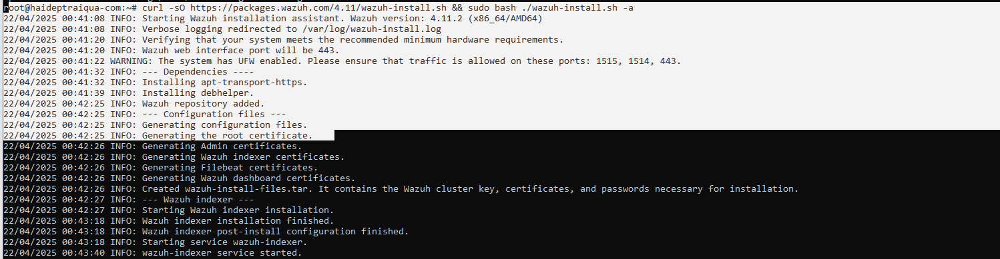 root@haideptraiqua-com:~# curl -sO https://packages.wazuh.com/4.11/wazuh-install.sh && sudo bash ./wazuh-install.sh -a
22/04/2025 00:41:08 INFO: Starting Wazuh installation assistant. Wazuh version: 4.11.2 (x86_64/AMD64)
22/04/2025 00:41:08 INFO: Verbose logging redirected to /var/log/wazuh-install.log
22/04/2025 00:41:20 INFO: Verifying that your system meets the recommended minimum hardware requirements.
22/04/2025 00:41:20 INFO: Wazuh web interface port will be 443.
22/04/2025 00:41:22 WARNING: The system has UFW enabled. Please ensure that traffic is allowed on these ports: 1515, 1514, 443.
22/04/2025 00:41:32 INFO: --- Dependencies ----
22/04/2025 00:41:32 INFO: Installing apt-transport-https.
22/04/2025 00:41:39 INFO: Installing debhelper.
22/04/2025 00:42:25 INFO: Wazuh repository added.
22/04/2025 00:42:25 INFO: --- Configuration files ---
22/04/2025 00:42:25 INFO: Generating configuration files.
22/04/2025 00:42:25 INFO: Generating the root certificate.
22/04/2025 00:42:26 INFO: Generating Admin certificates.
22/04/2025 00:42:26 INFO: Generating Wazuh indexer certificates.
22/04/2025 00:42:26 INFO: Generating Filebeat certificates.
22/04/2025 00:42:26 INFO: Generating Wazuh dashboard certificates.
22/04/2025 00:42:26 INFO: Created wazuh-install-files.tar. It contains the Wazuh cluster key, certificates, and passwords necessary for installation.
22/04/2025 00:42:27 INFO: --- Wazuh indexer ---
22/04/2025 00:42:27 INFO: Starting Wazuh indexer installation.
22/04/2025 00:43:18 INFO: Wazuh indexer installation finished.
22/04/2025 00:43:18 INFO: Wazuh indexer post-install configuration finished.
22/04/2025 00:43:18 INFO: Starting service wazuh-indexer.
22/04/2025 00:43:40 INFO: wazuh-indexer service started.